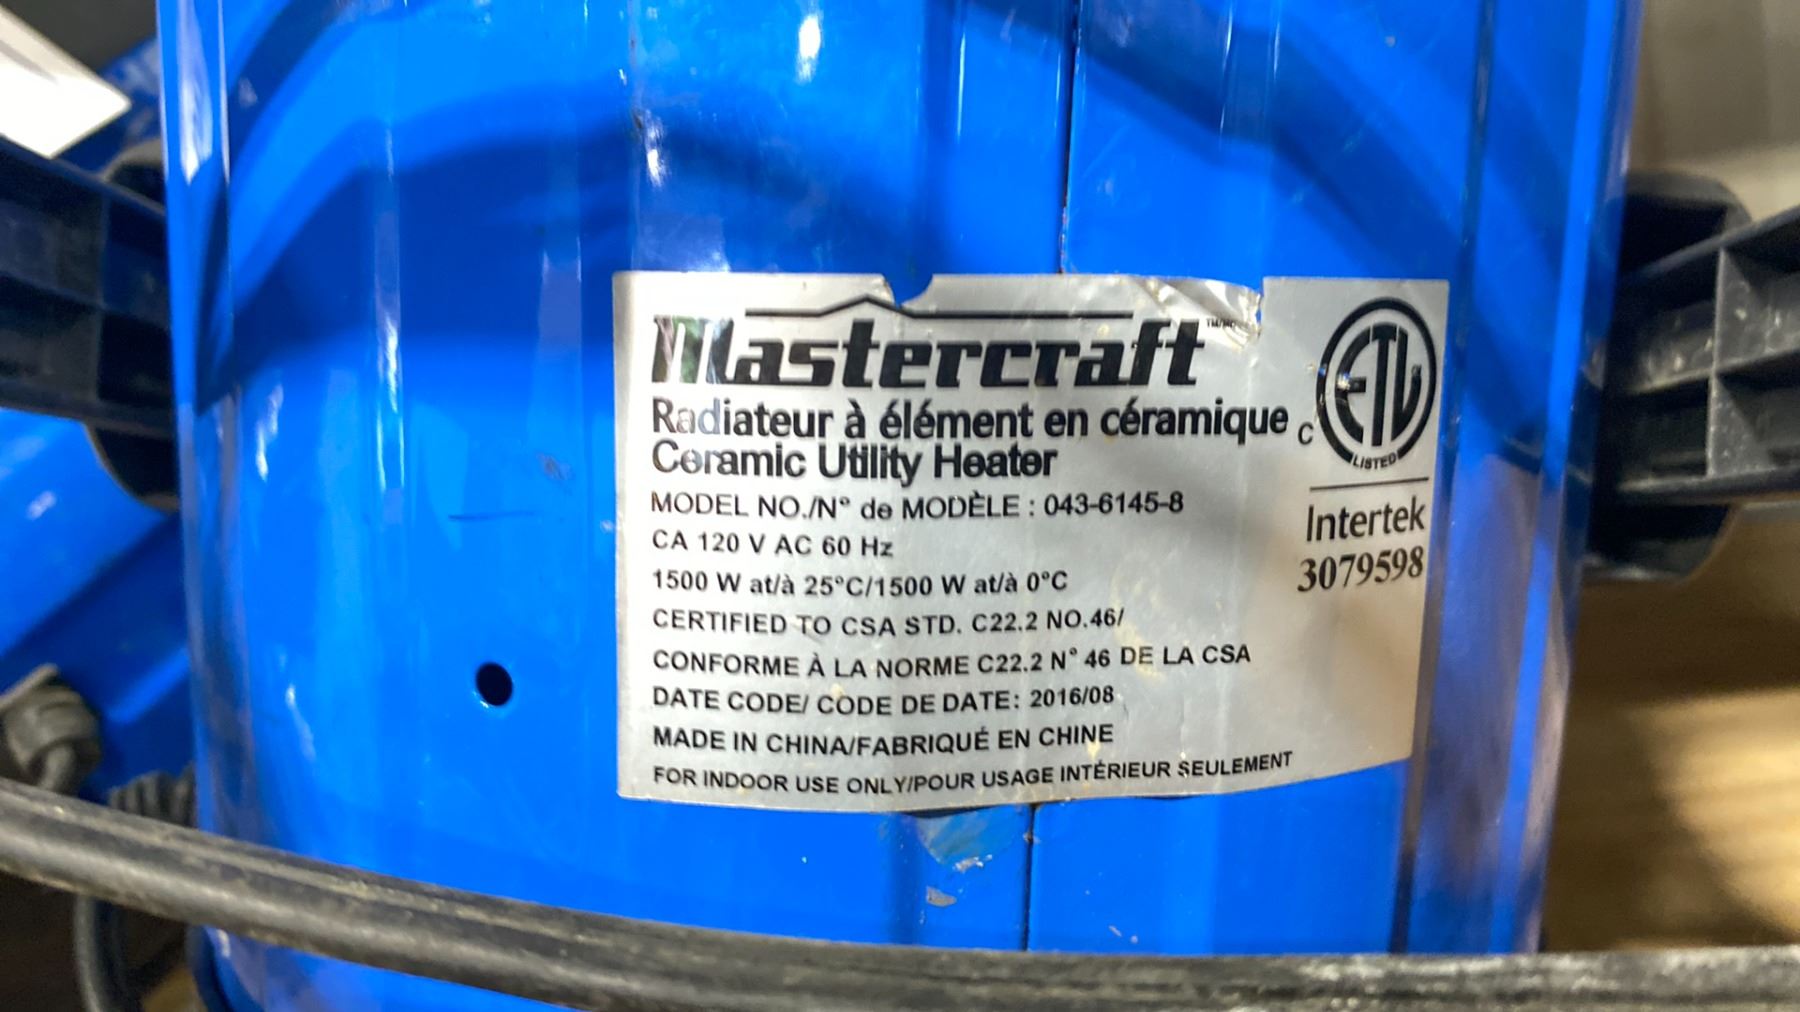 Mastercraft TM/MD
Radiateur à élément en céramique
Ceramic Utility Heater
MODEL NO./N° de MODÈLE : 043-6145-8
CA 120 V AC 60 Hz
1500 W at/à 25°C/1500 W at/à 0°C
CERTIFIED TO CSA STD. C22.2 NO.46/
CONFORME À LA NORME C22.2 N° 46 DE LA CSA
DATE CODE/ CODE DE DATE: 2016/08
MADE IN CHINA/FABRIQUÉ EN CHINE
FOR INDOOR USE ONLY/POUR USAGE INTÉRIEUR SEULEMENT
c ETL
LISTED
Intertek
3079598